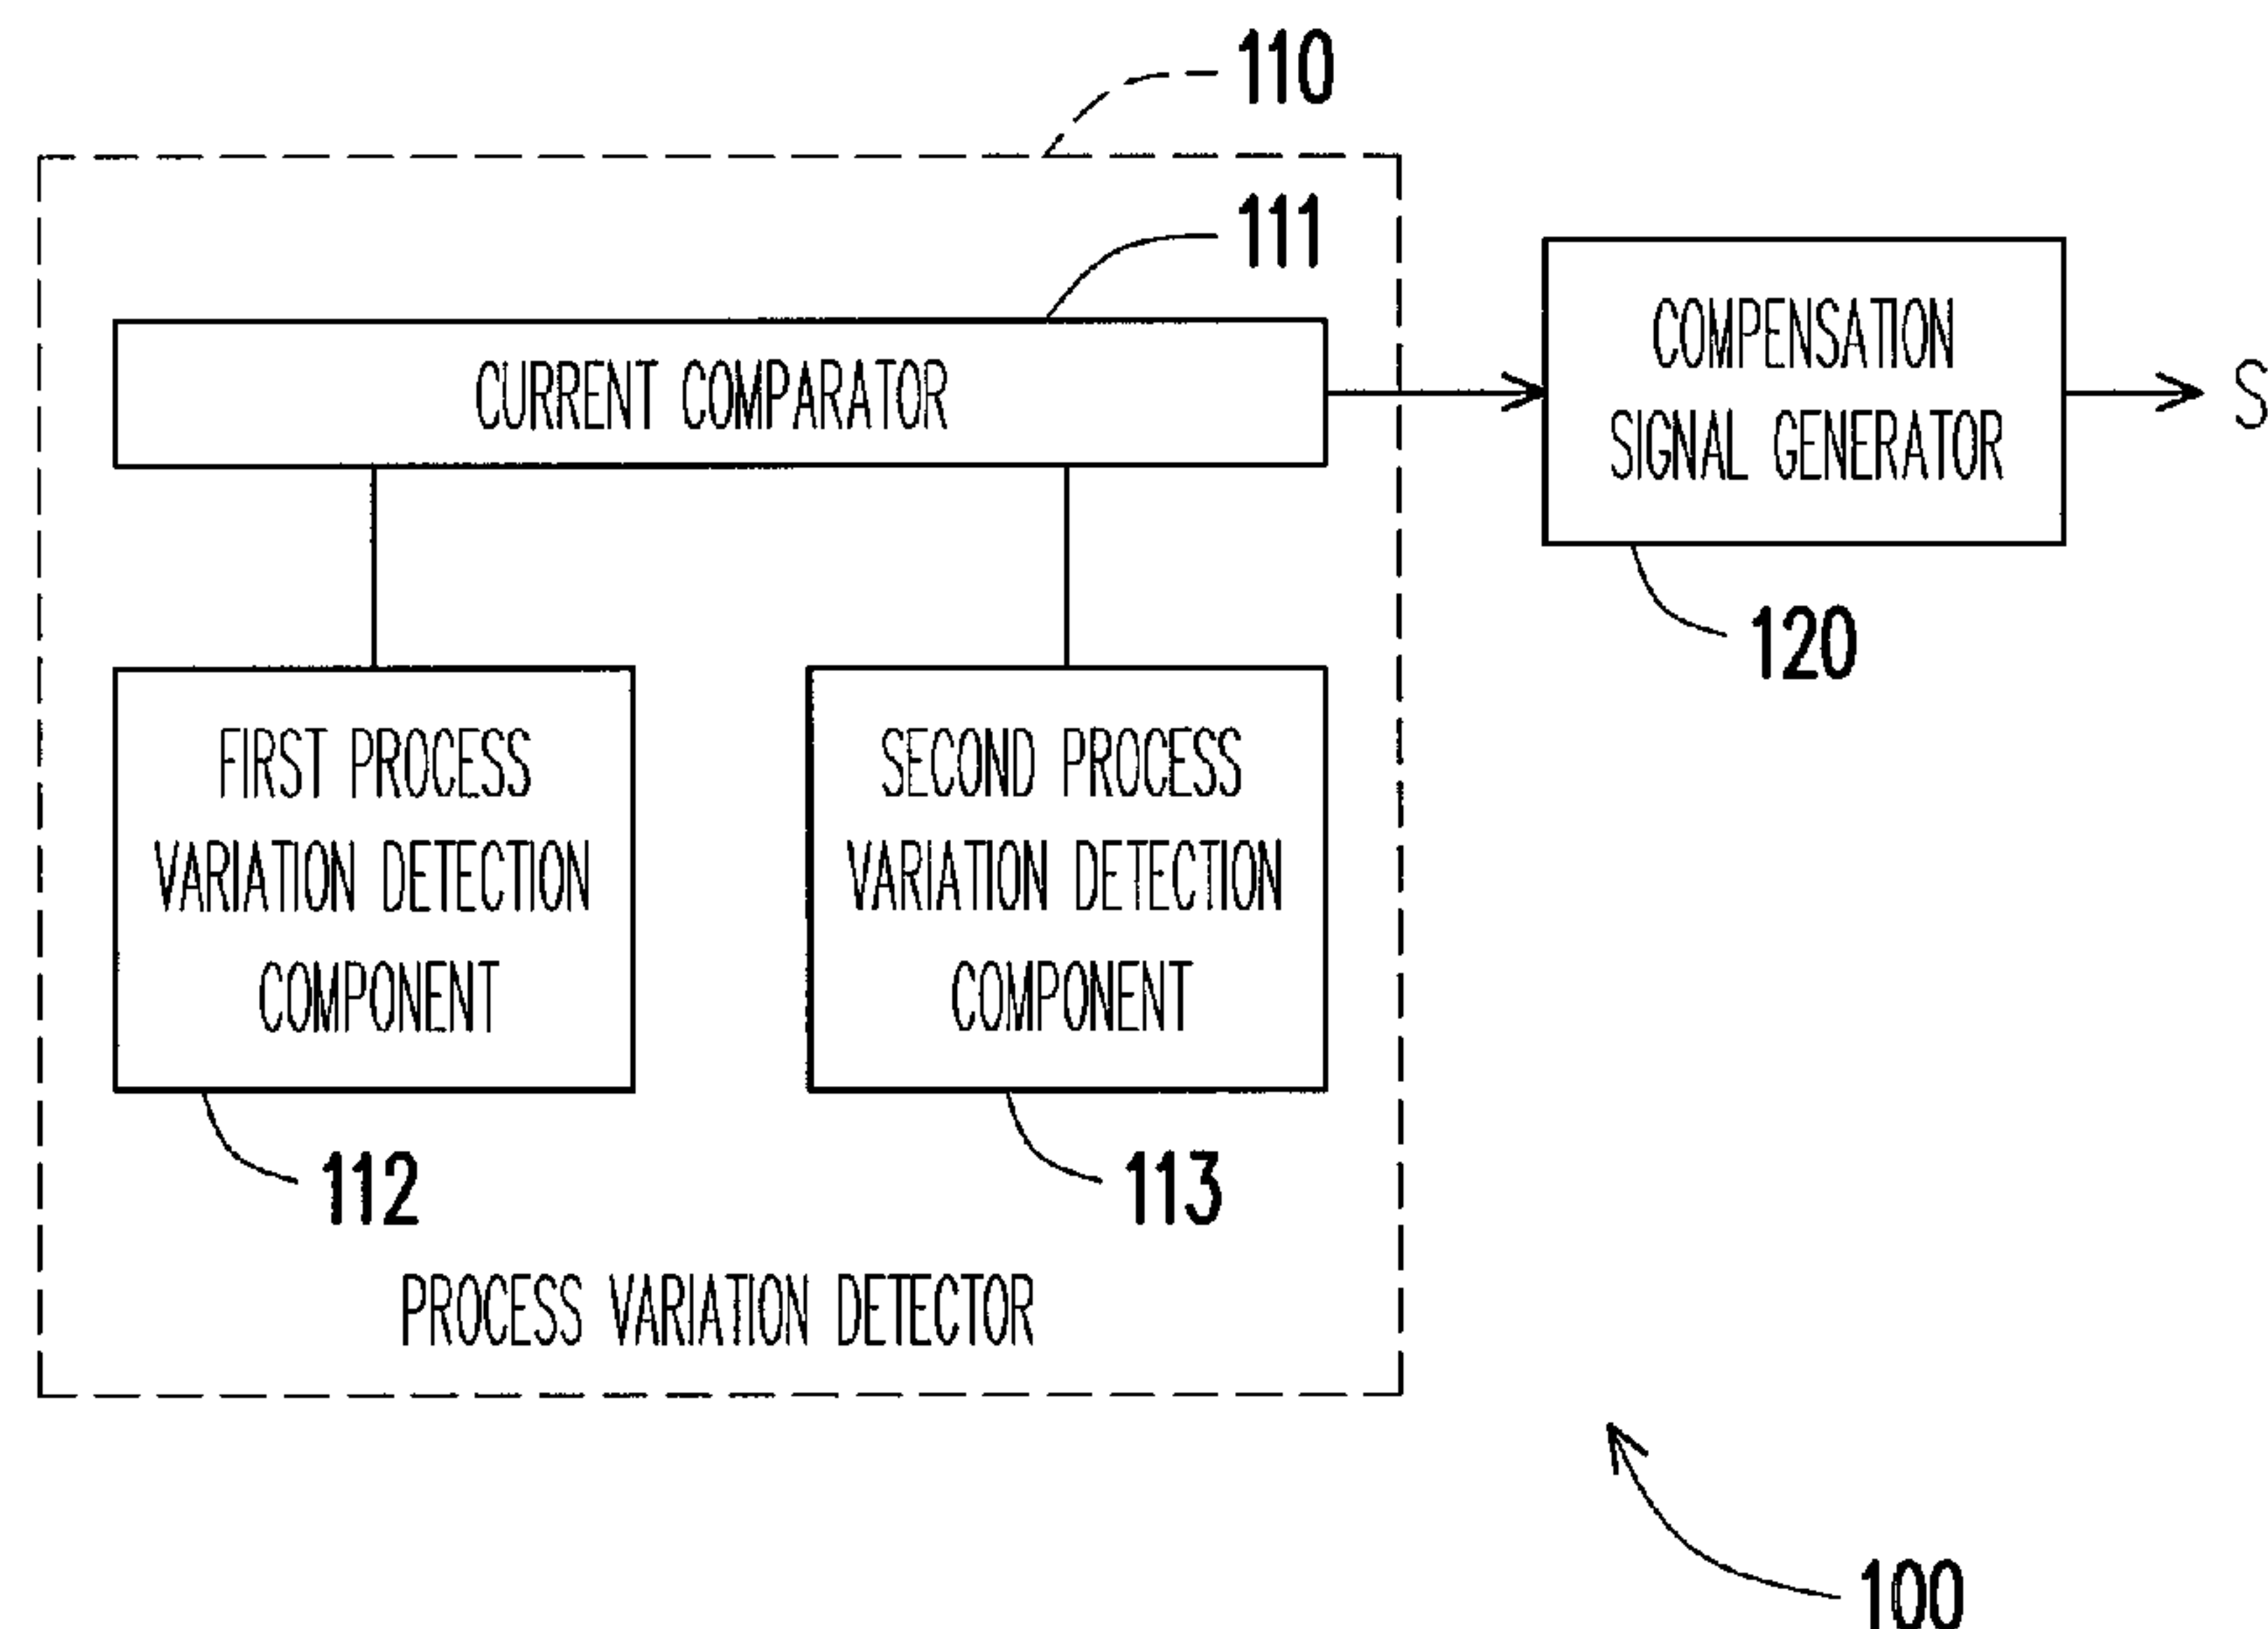 110
111
CURRENT COMPARATOR
COMPENSATION
SIGNAL GENERATOR
S
120
FIRST PROCESS
VARIATION DETECTION
COMPONENT
SECOND PROCESS
VARIATION DETECTION
COMPONENT
112
113
PROCESS VARIATION DETECTOR
100